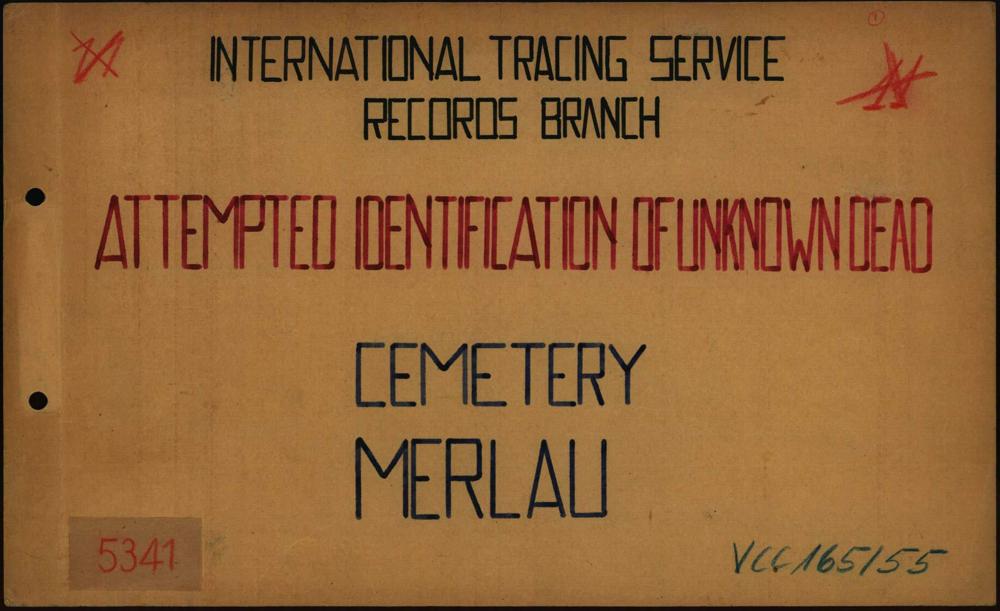 INTERNATIONAL TRACING SERVICE
RECORDS BRANCH
ATTEMPTED IDENTIFICATION OF UNKNOWN DEAD
CEMETERY
MERLAU
5341
VCC 165/55